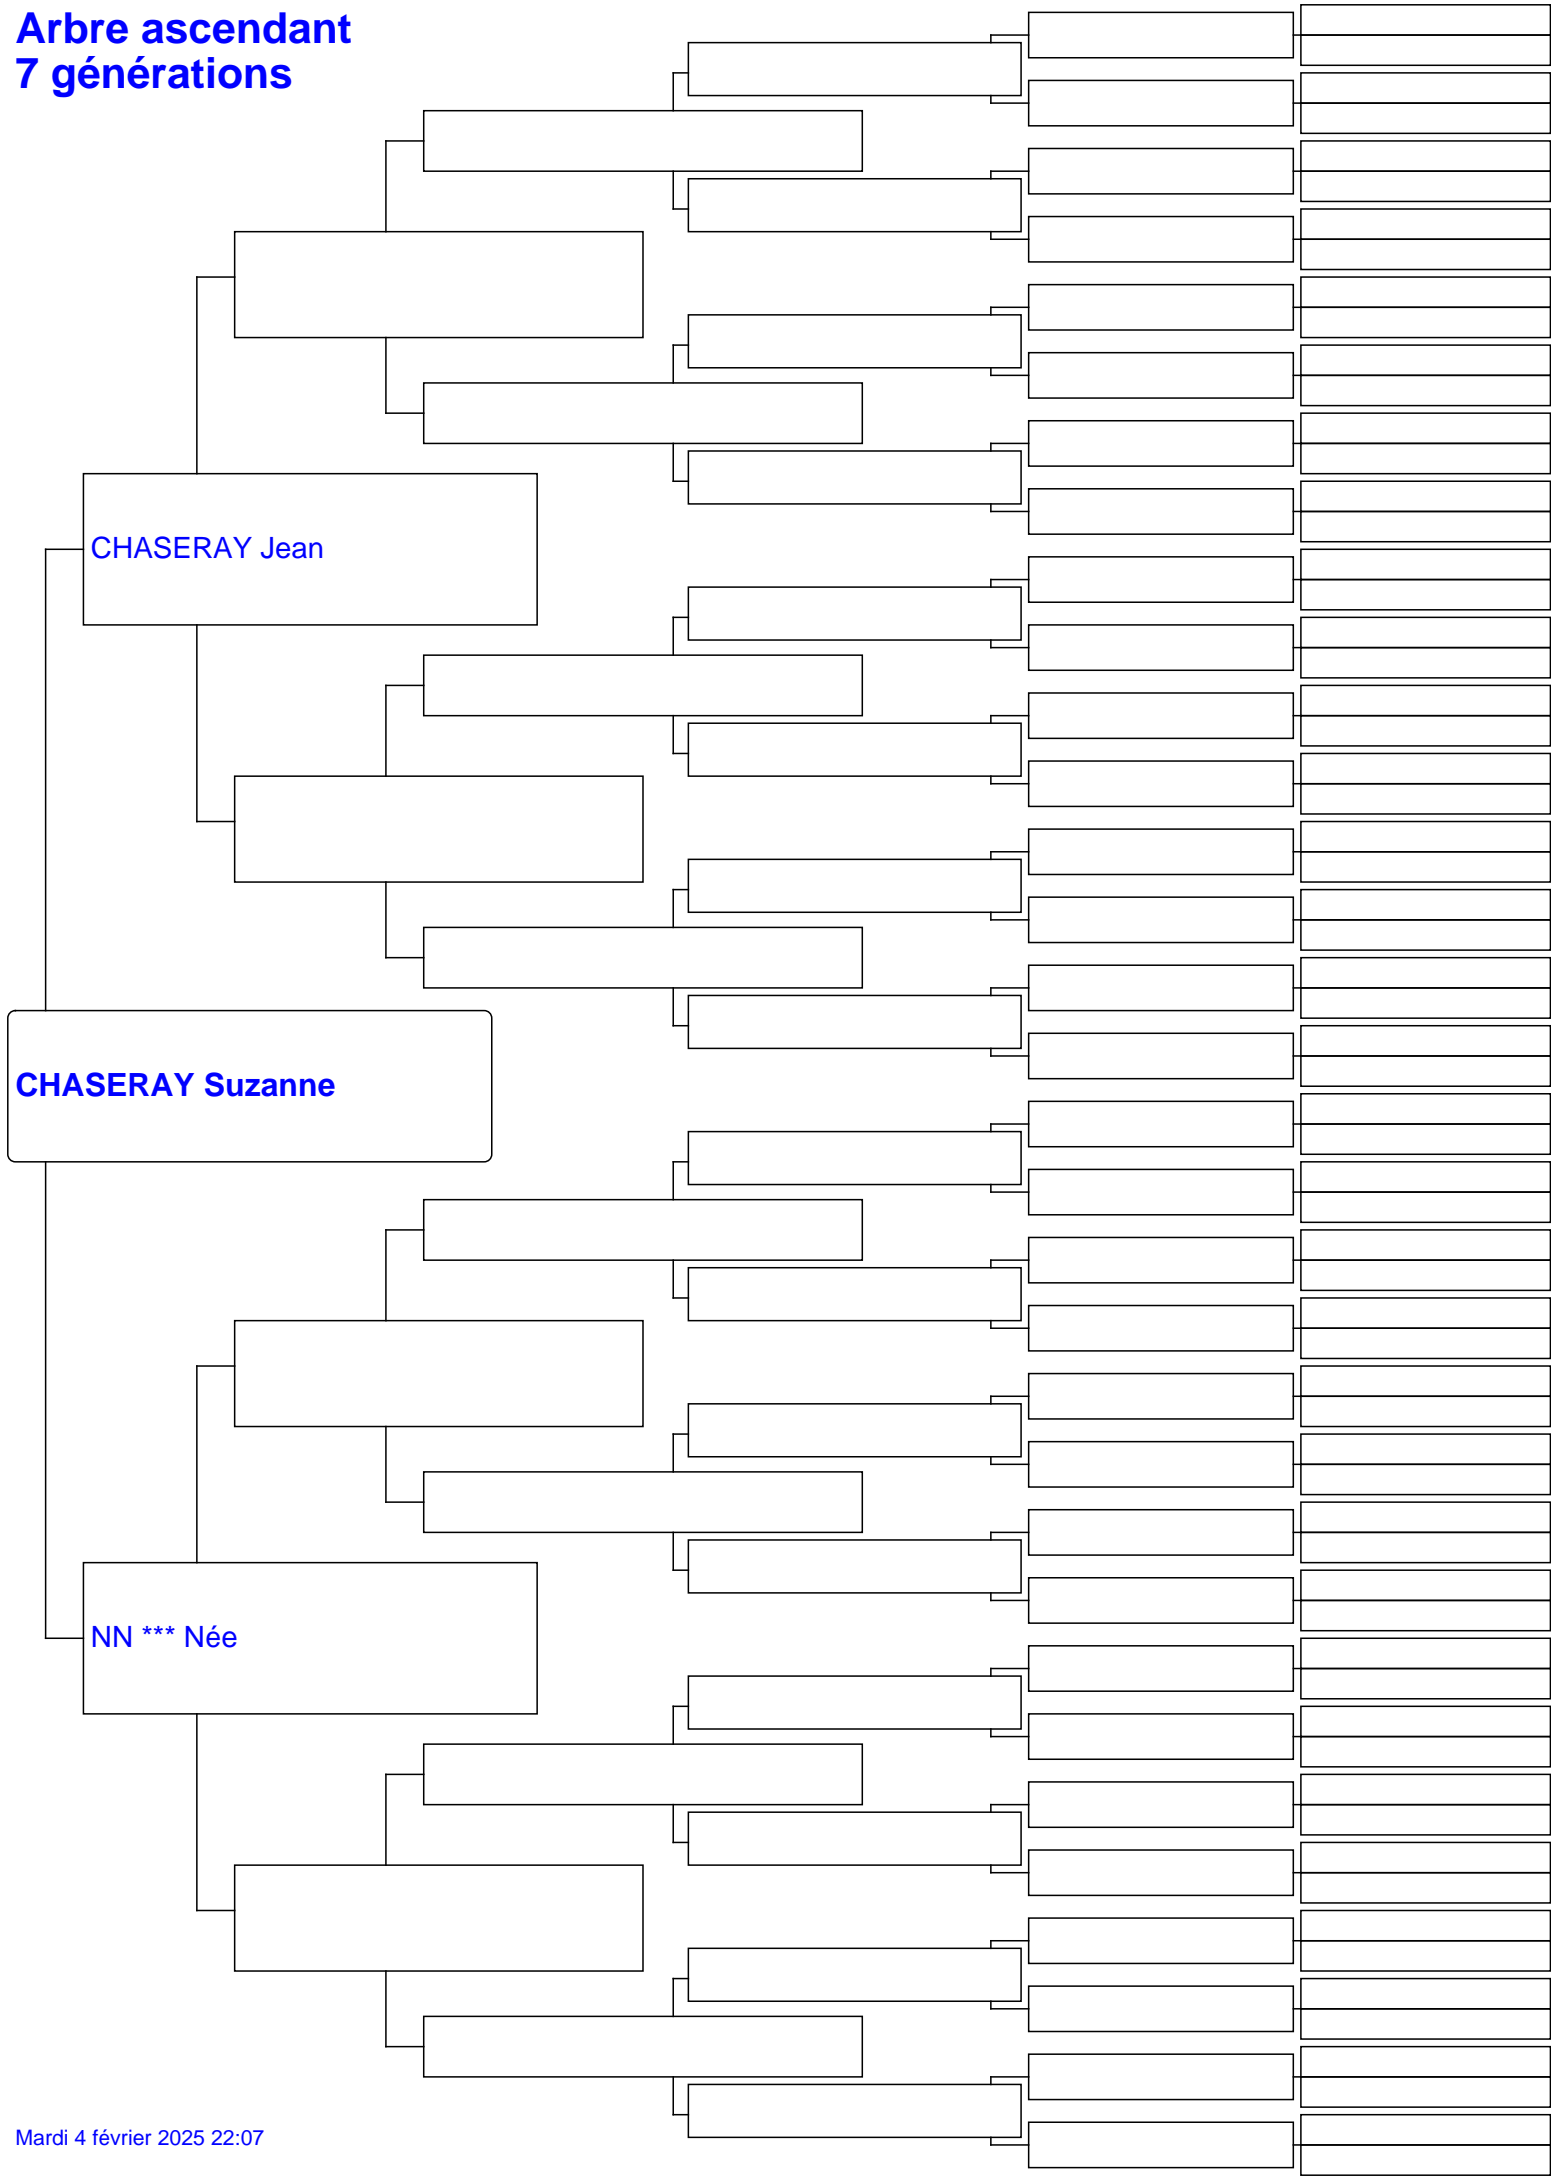 Arbre ascendant
7 générations
CHASERAY Jean
CHASERAY Suzanne
NN *** Née
Mardi 4 février 2025 22:07